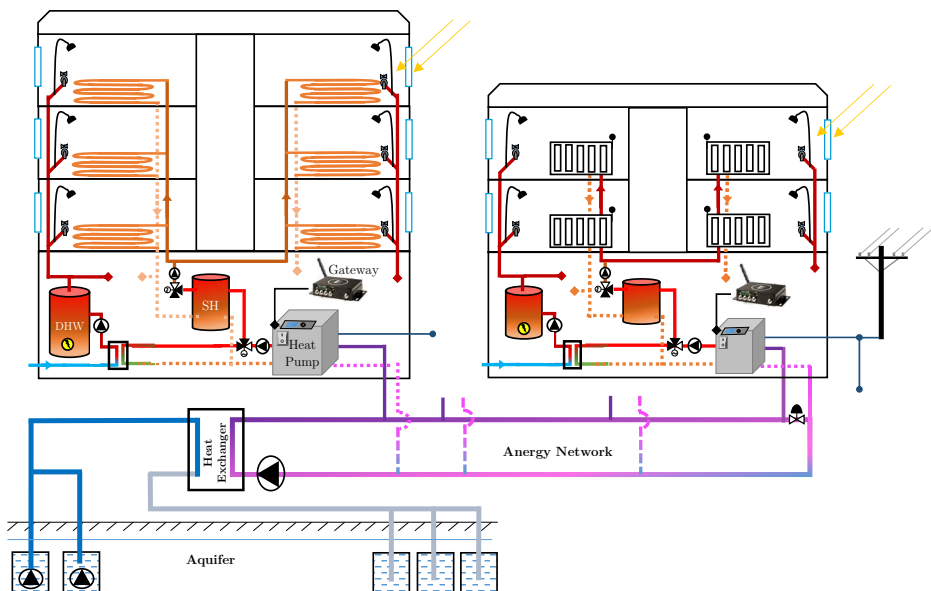 Gateway
DHW
SH
Heat
Pump
Heat
Exchanger
Anergy Network
Aquifer